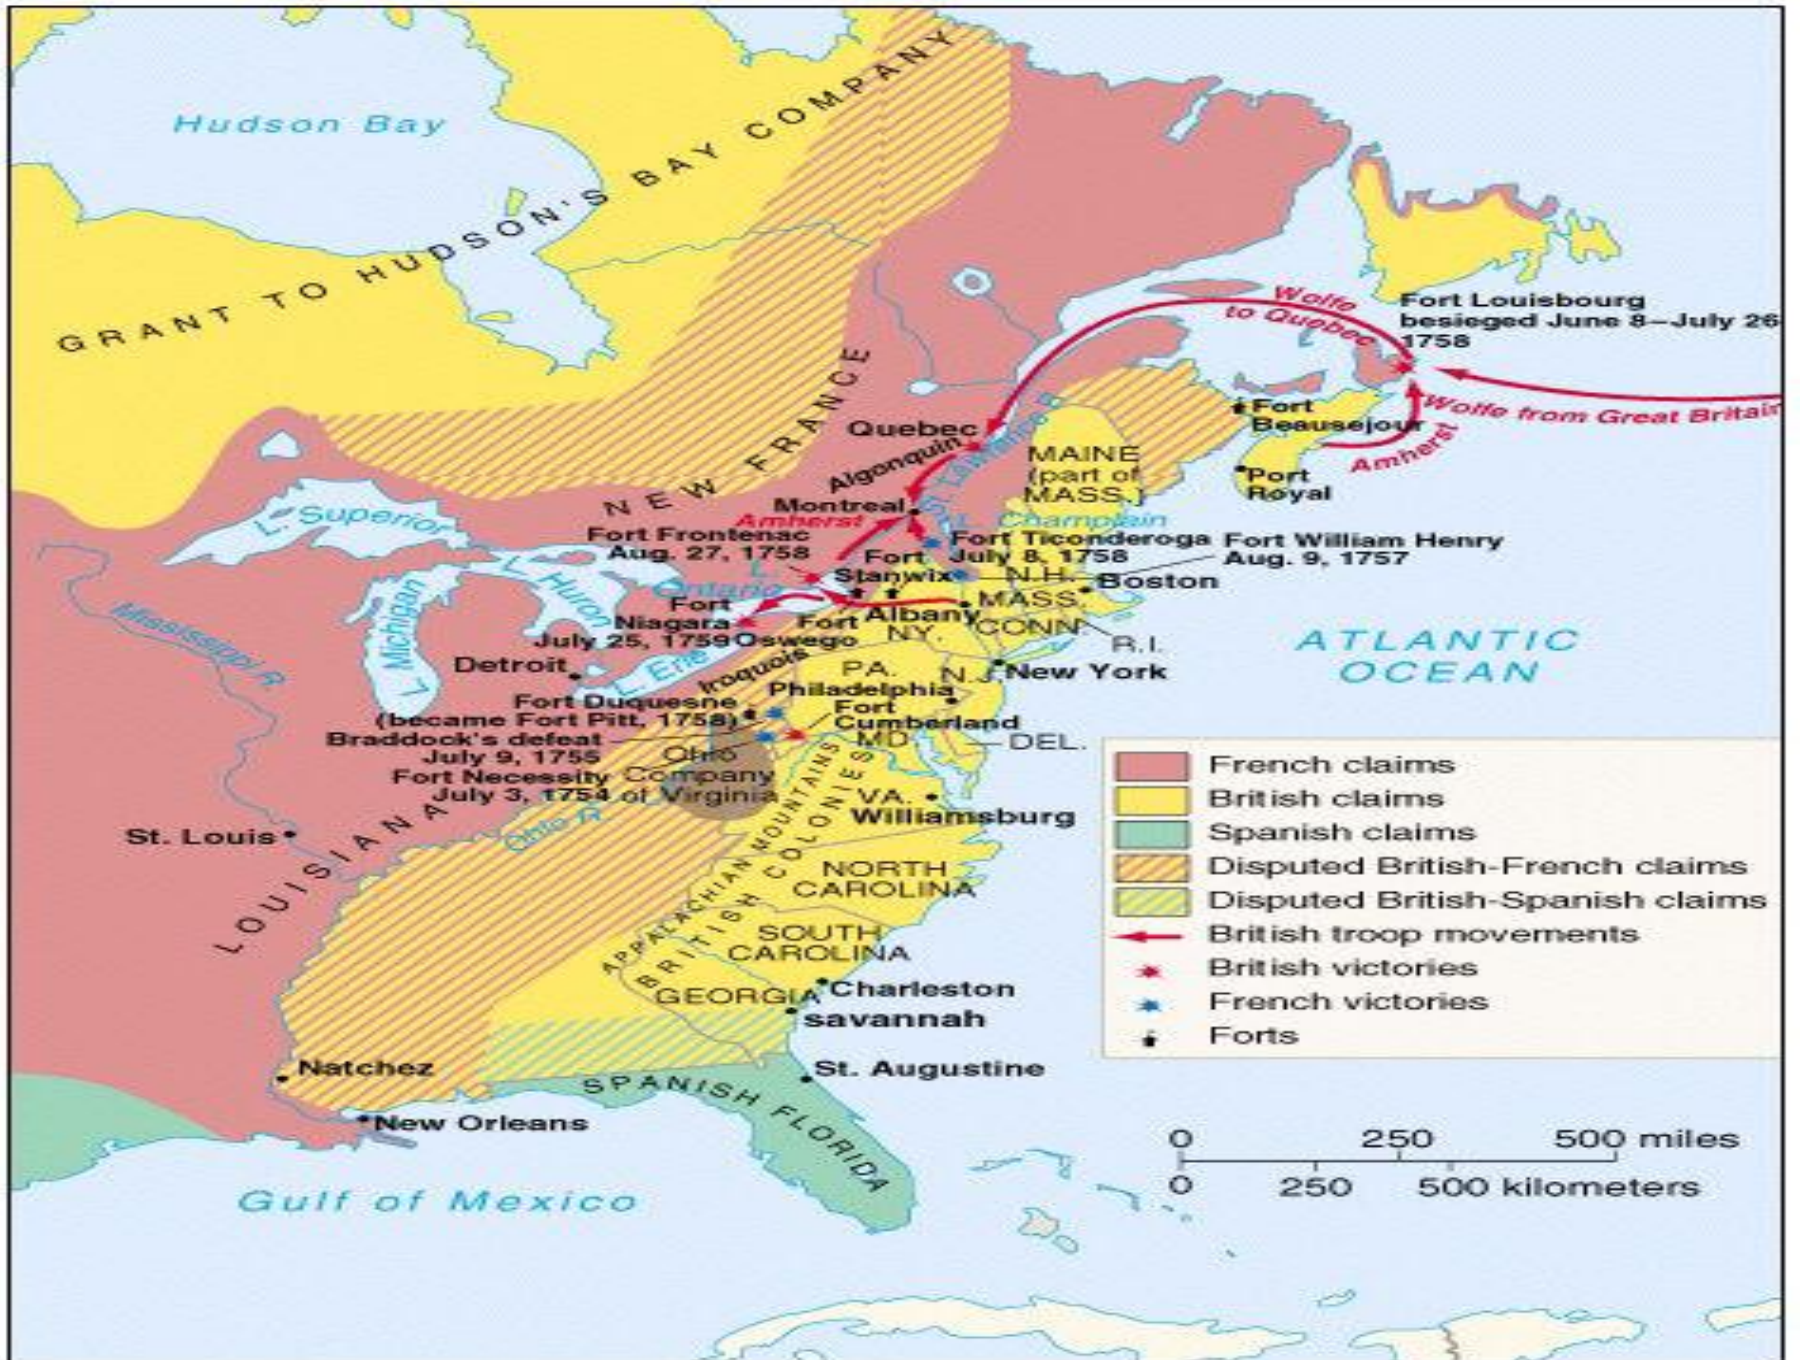 Hudson Bay
GRANT TO HUDSON'S BAY COMPANY
Wolfe
to Quebec
Fort Louisbourg
besieged June 8–July 26
1758
Wolfe from Great Britain
Amherst
Fort
Beausejour
Port
Royal
NEW FRANCE
Quebec
Algonquin
St. Lawrence R.
MAINE
(part of
MASS.)
Montreal
Amherst
L. Champlain
Fort Frontenac
Aug. 27, 1758
Fort Ticonderoga
July 8, 1758
Fort William Henry
Aug. 9, 1757
Fort
Stanwix
N.H.
Boston
L. Superior
L. Huron
L. Michigan
L.
Ontario
MASS.
Albany
Fort
Niagara
July 25, 1759
Fort
Oswego
N.Y.
CONN.
R.I.
ATLANTIC
OCEAN
Mississippi R.
Detroit
L. Erie
Iroquois
PA.
N.J.
New York
Philadelphia
Fort Duquesne
(became Fort Pitt, 1758)
Fort
Cumberland
Braddock's defeat
July 9, 1755
MD.
DEL.
Fort Necessity
July 3, 1754
Ohio
Company
of Virginia
Ohio R.
VA.
Williamsburg
St. Louis
LOUISIANA
APPALACHIAN MOUNTAINS
BRITISH COLONIES
NORTH
CAROLINA
SOUTH
CAROLINA
GEORGIA
Charleston
savannah
Natchez
St. Augustine
SPANISH FLORIDA
New Orleans
Gulf of Mexico
French claims
British claims
Spanish claims
Disputed British-French claims
Disputed British-Spanish claims
British troop movements
British victories
French victories
Forts
0 250 500 miles
0 250 500 kilometers